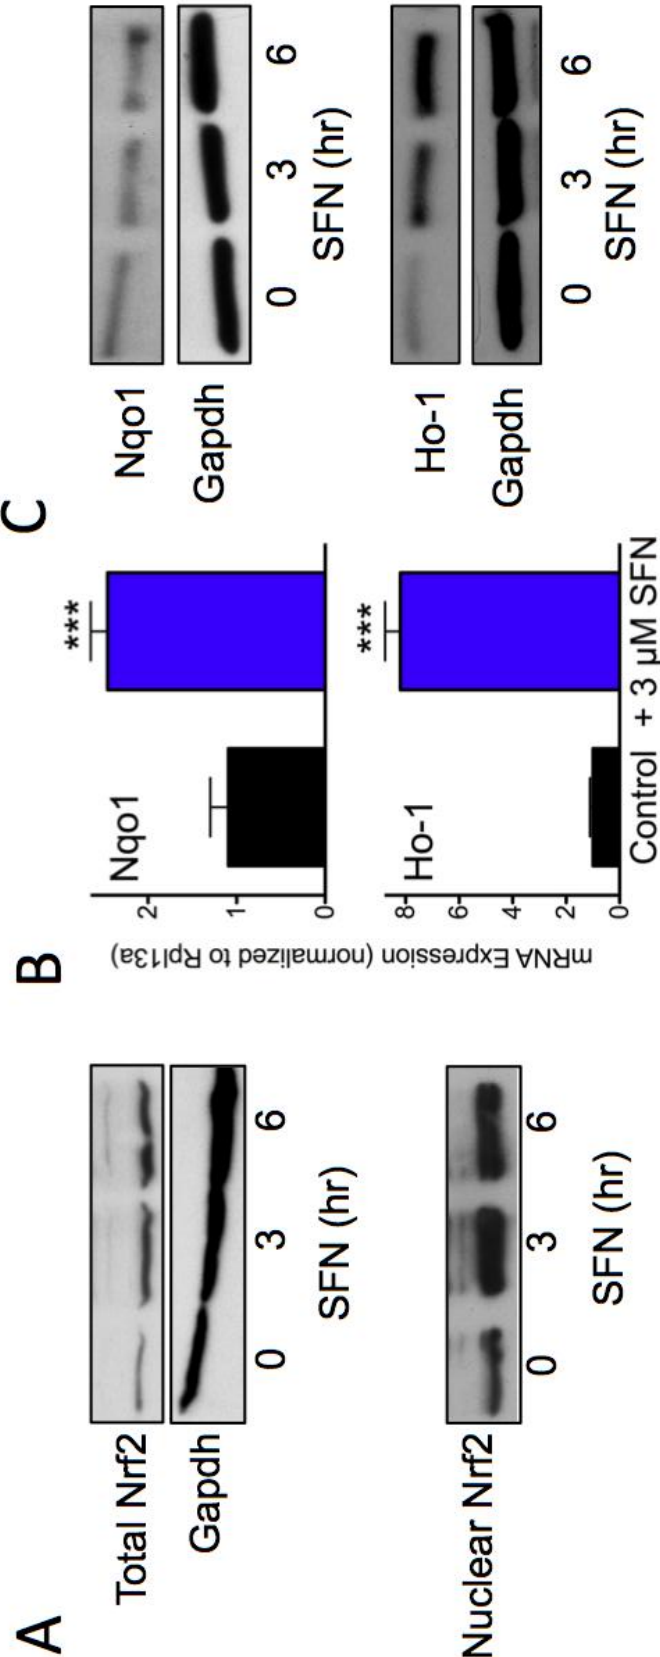 A
Total Nrf2
Gapdh
0 3 6
SFN (hr)
Nuclear Nrf2
0 3 6
SFN (hr)
B
mRNA Expression (normalized to Rpl13a)
Nqo1
2
1
0
***
Ho-1
8
6
4
2
0
***
Control + 3 µM SFN
C
Nqo1
Gapdh
0 3 6
SFN (hr)
Ho-1
Gapdh
0 3 6
SFN (hr)